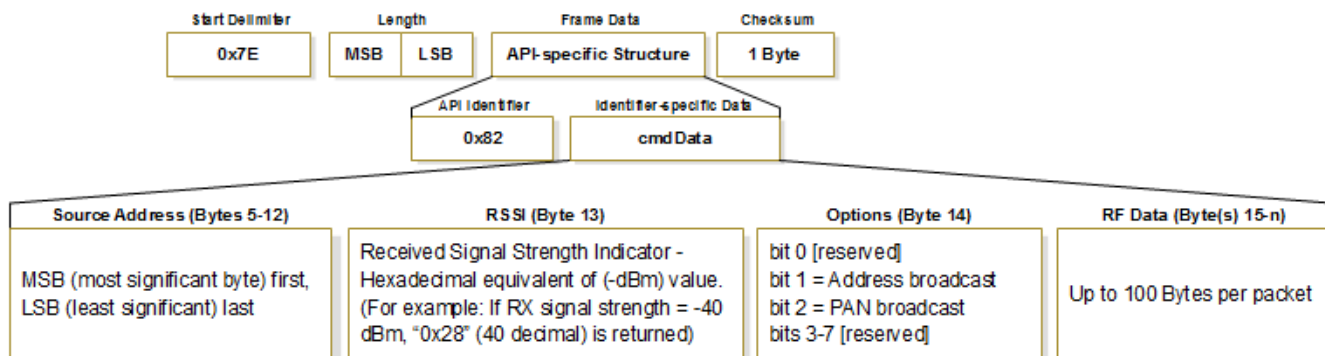 Start Delimiter
Length
Frame Data
Checksum
0x7E
MSB
LSB
API-specific Structure
1 Byte
API Identifier
Identifier-specific Data
0x82
cmdData
Source Address (Bytes 5-12)
MSB (most significant byte) first,
LSB (least significant) last
RSSI (Byte 13)
Received Signal Strength Indicator -
Hexadecimal equivalent of (-dBm) value.
(For example: If RX signal strength = -40
dBm, “0x28” (40 decimal) is returned)
Options (Byte 14)
bit 0 [reserved]
bit 1 = Address broadcast
bit 2 = PAN broadcast
bits 3-7 [reserved]
RF Data (Byte(s) 15-n)
Up to 100 Bytes per packet